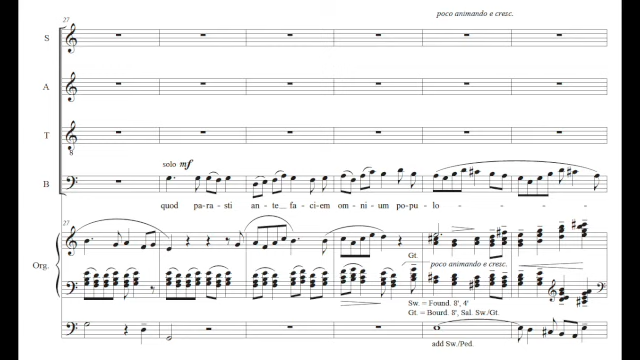 poco animando e cresc.
27
S
A
T
8
solo mf
B
quod pa-ra-sti an-te_ fa-ci-em om-ni-um po-pu-lo-
27
Gt.
Org.
poco animando e cresc.
Sw. = Found. 8', 4'
Gt. = Bourd. 8', Sal. Sw./Gt.
add Sw./Ped.